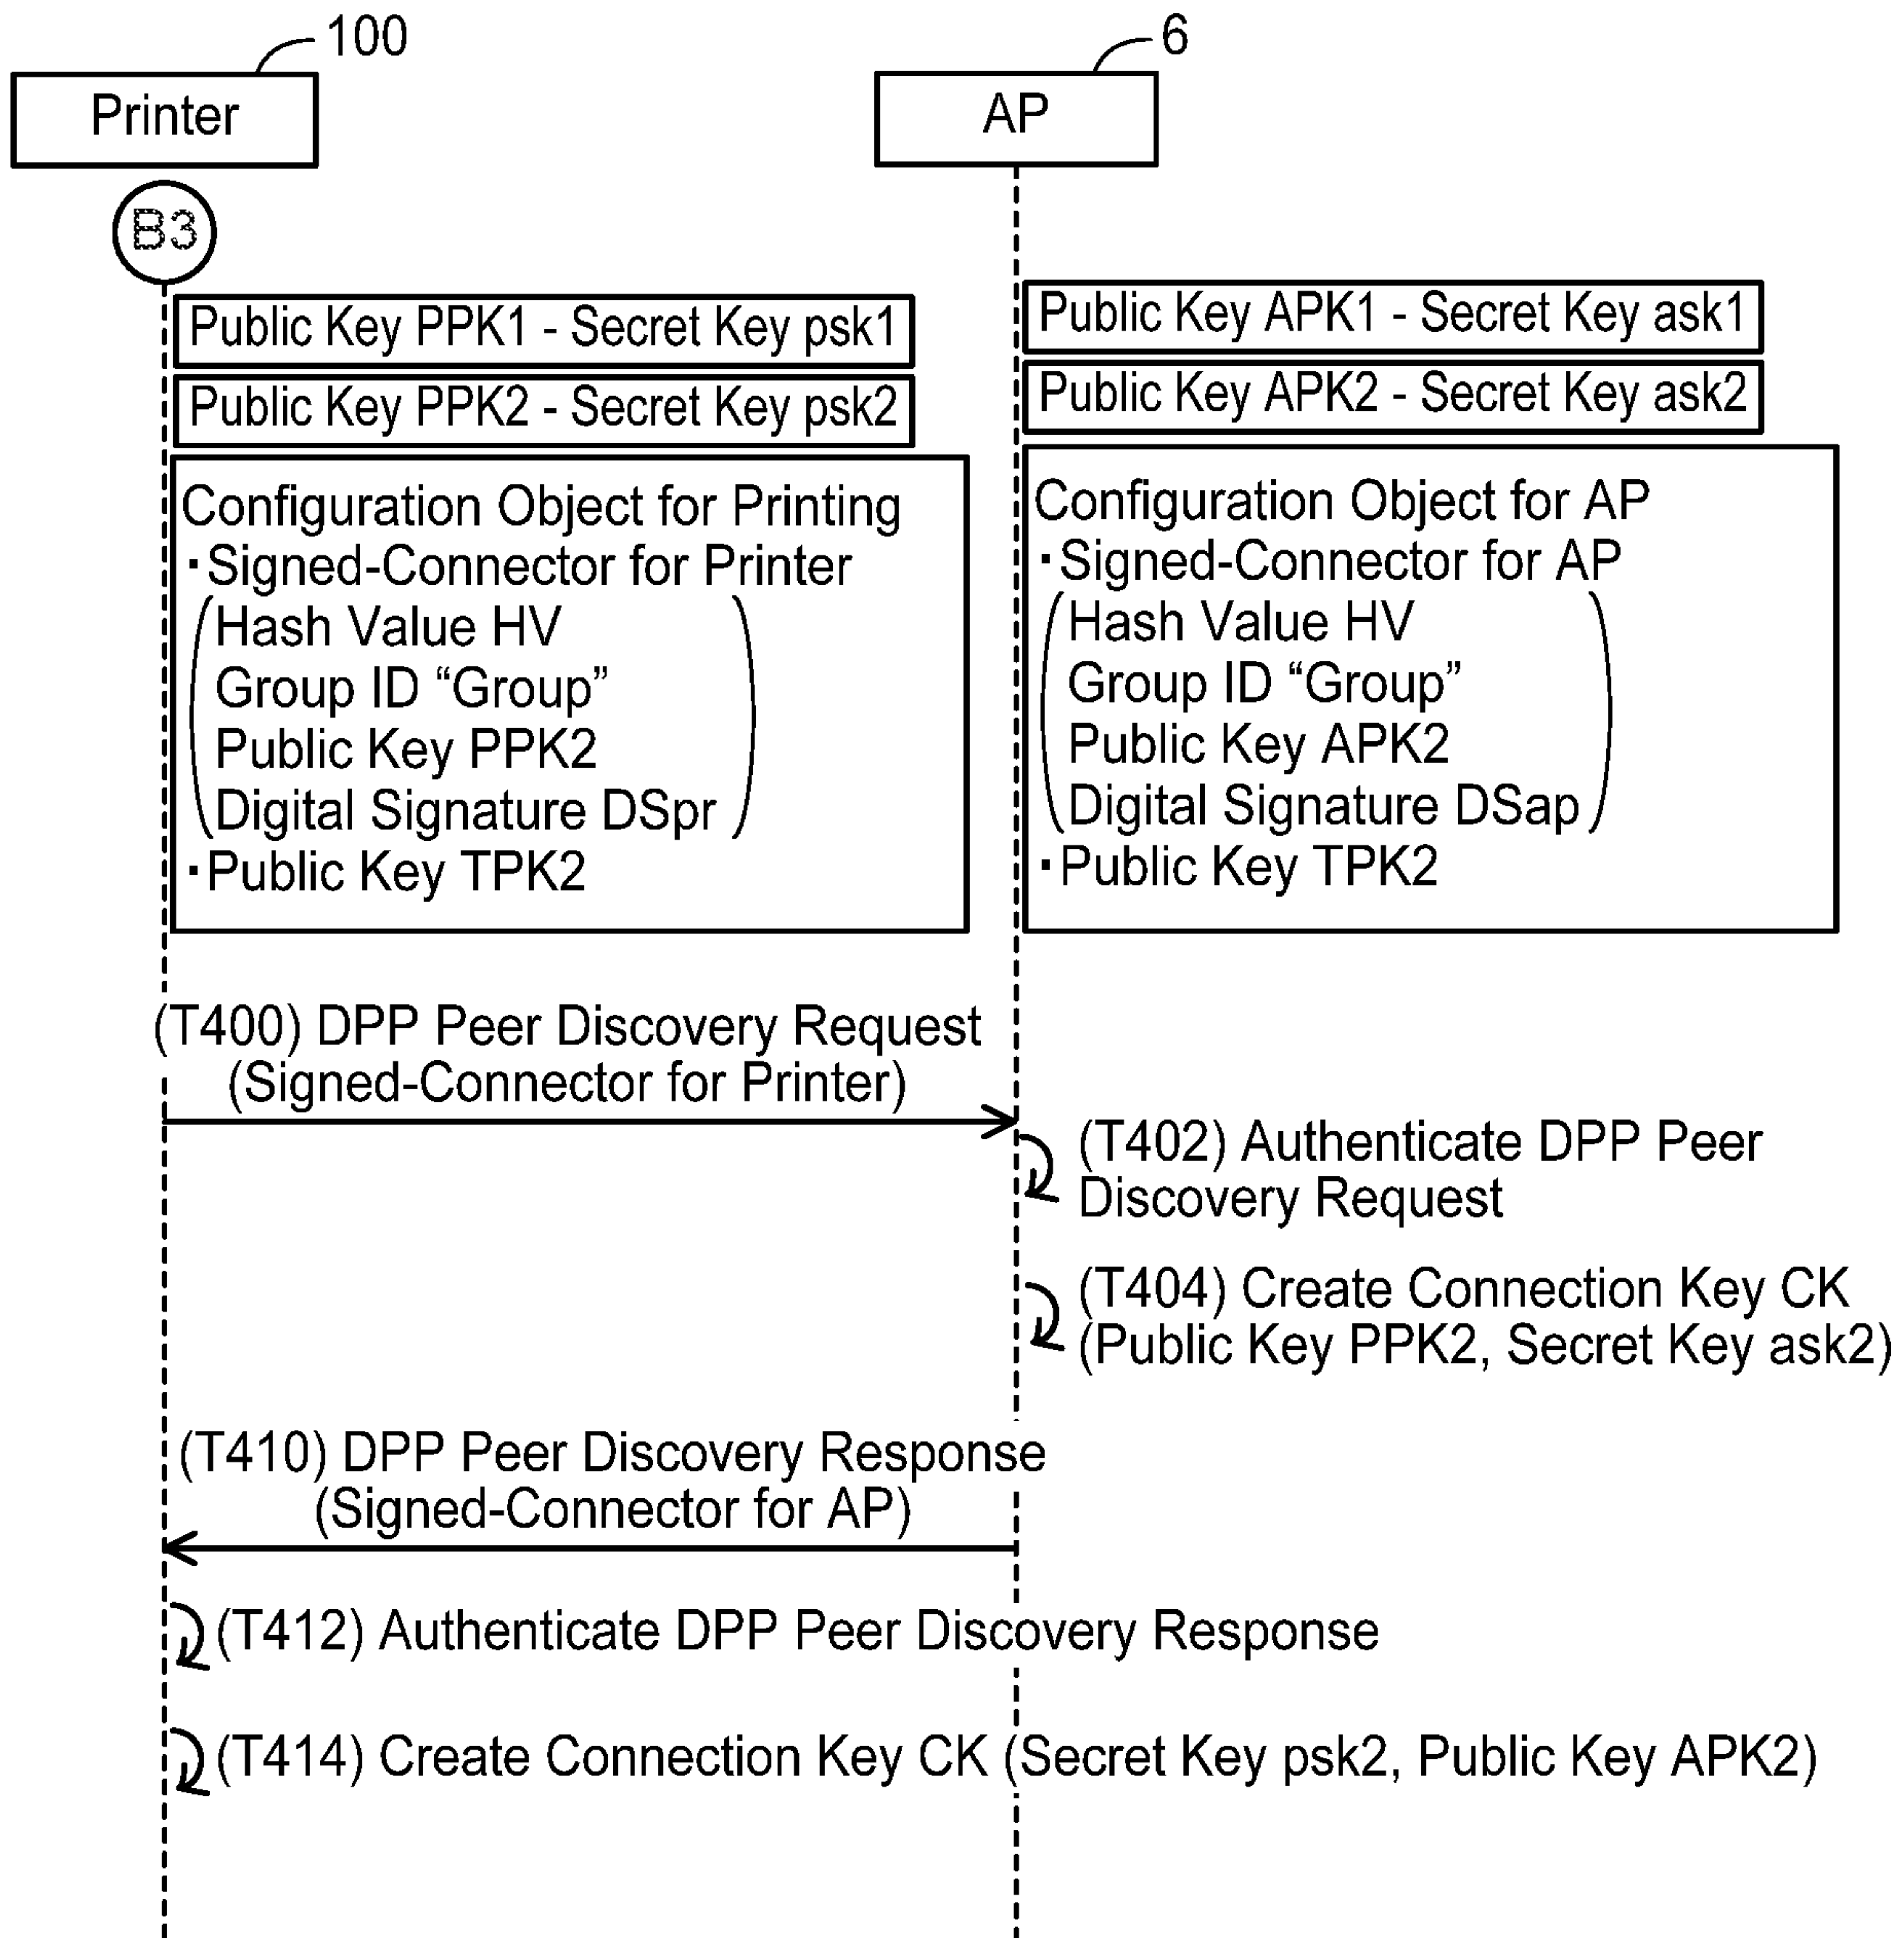 100
6
Printer
AP
B3
Public Key PPK1 - Secret Key psk1
Public Key PPK2 - Secret Key psk2
Configuration Object for Printing
・Signed-Connector for Printer
Hash Value HV
Group ID “Group”
Public Key PPK2
Digital Signature DSpr
・Public Key TPK2
Public Key APK1 - Secret Key ask1
Public Key APK2 - Secret Key ask2
Configuration Object for AP
・Signed-Connector for AP
Hash Value HV
Group ID “Group”
Public Key APK2
Digital Signature DSap
・Public Key TPK2
(T400) DPP Peer Discovery Request
(Signed-Connector for Printer)
(T402) Authenticate DPP Peer
Discovery Request
(T404) Create Connection Key CK
(Public Key PPK2, Secret Key ask2)
(T410) DPP Peer Discovery Response
(Signed-Connector for AP)
(T412) Authenticate DPP Peer Discovery Response
(T414) Create Connection Key CK (Secret Key psk2, Public Key APK2)